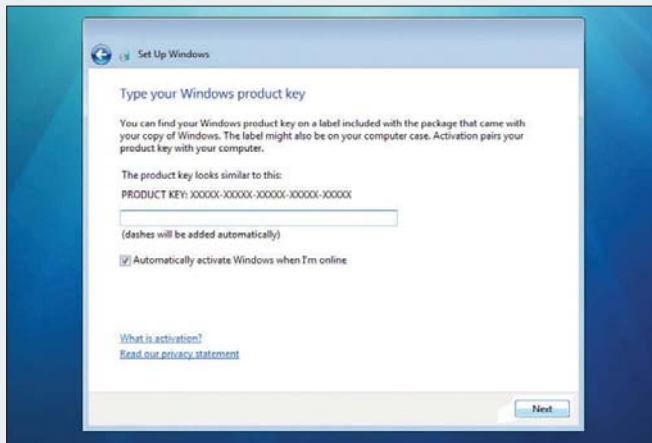 Set Up Windows
Type your Windows product key
You can find your Windows product key on a label included with the package that came with
your copy of Windows. The label might also be on your computer case. Activation pairs your
product key with your computer.
The product key looks similar to this:
PRODUCT KEY: XXXXX-XXXXX-XXXXX-XXXXX-XXXXX
(dashes will be added automatically)
Automatically activate Windows when I'm online
What is activation?
Read our privacy statement
Next